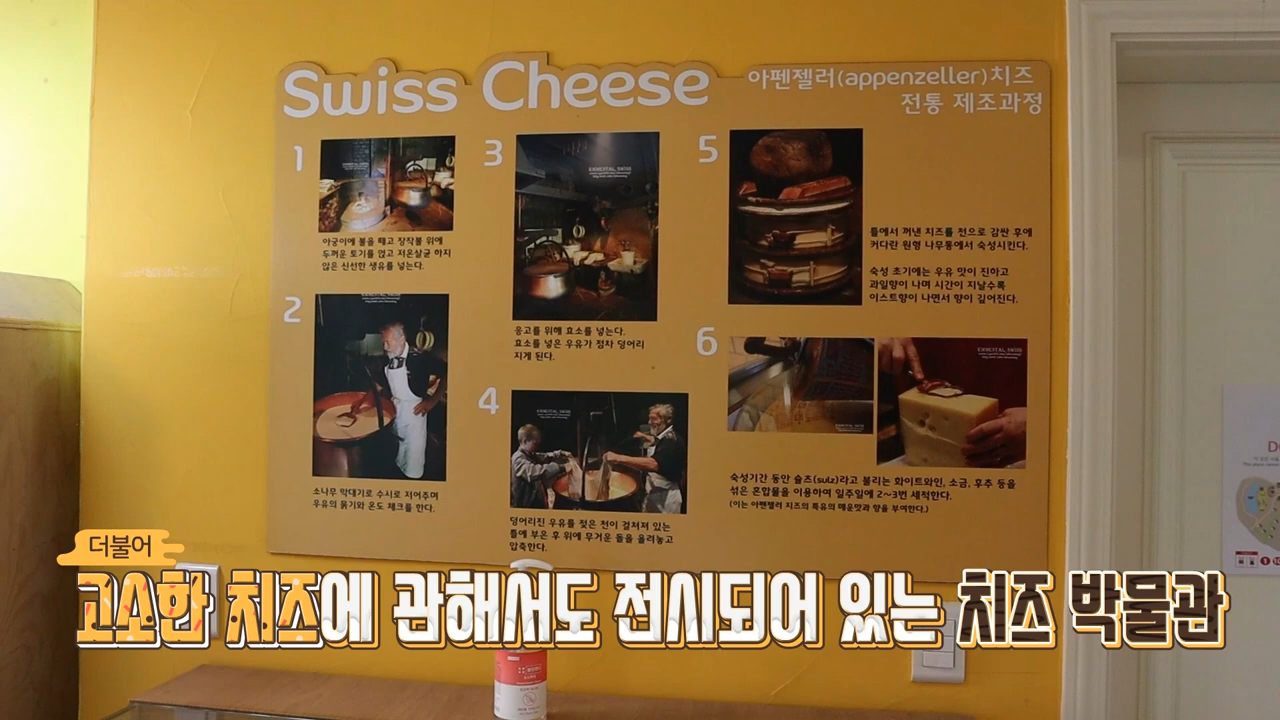 Swiss Cheese
아펜젤러(appenzeller)치즈
전통 제조과정
1
아궁이에 불을 때고 장작불 위에
두꺼운 토기를 얹고 저온살균 하지
않은 신선한 생유를 넣는다.
2
소나무 막대기로 수시로 저어주며
우유의 묽기와 온도 체크를 한다.
3
EMMENTAL, SWISS
응고를 위해 효소를 넣는다.
효소를 넣은 우유가 점차 덩어리
지게 된다.
4
EMMENTAL, SWISS
덩어리진 우유를 젖은 천이 걸쳐져 있는
틀에 부은 후 위에 무거운 돌을 올려놓고
압축한다.
5
틀에서 꺼낸 치즈를 천으로 감싼 후에
커다란 원형 나무통에서 숙성시킨다.
숙성 초기에는 우유 맛이 진하고
과일향이 나며 시간이 지날수록
이스트향이 나면서 향이 깊어진다.
6
EMMENTAL, SWISS
숙성기간 동안 슐츠(sulz)라고 불리는 화이트와인, 소금, 후추 등을
섞은 혼합물을 이용하여 일주일에 2~3번 세척한다.
(이는 아펜젤러 치즈의 특유의 매운맛과 향을 부여한다.)
더불어
고소한 치즈에 관해서도 전시되어 있는 치즈 박물관